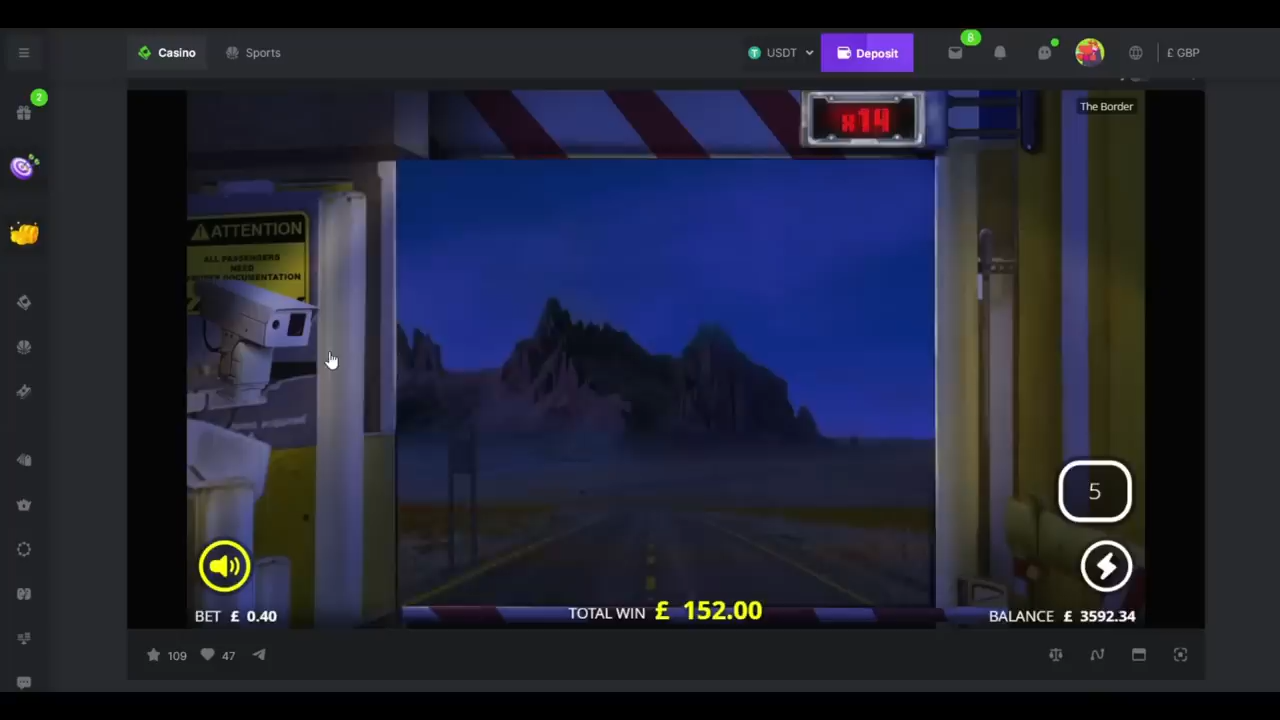 Casino
Sports
USDT
Deposit
8
£ GBP
2
x14
The Border
ATTENTION
ALL PASSENGERS
NEED
DOCUMENTATION
5
BET £ 0.40
TOTAL WIN £ 152.00
BALANCE £ 3592.34
109
47